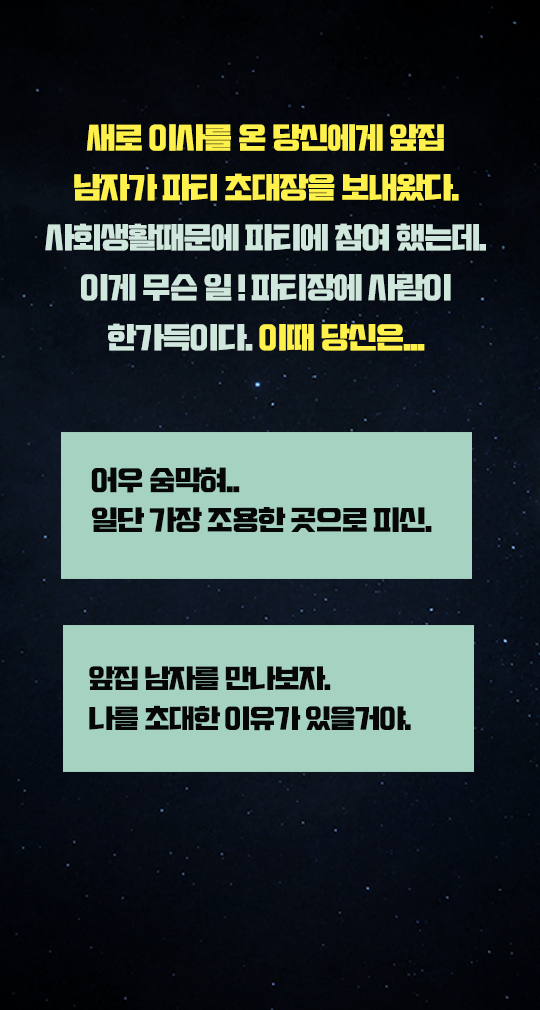 새로 이사를 온 당신에게 앞집
남자가 파티 초대장을 보내왔다.
사회생활때문에 파티에 참여 했는데.
이게 무슨 일 ! 파티장에 사람이
한가득이다. 이때 당신은...
어우 숨막혀..
일단 가장 조용한 곳으로 피신.
앞집 남자를 만나보자.
나를 초대한 이유가 있을거야.